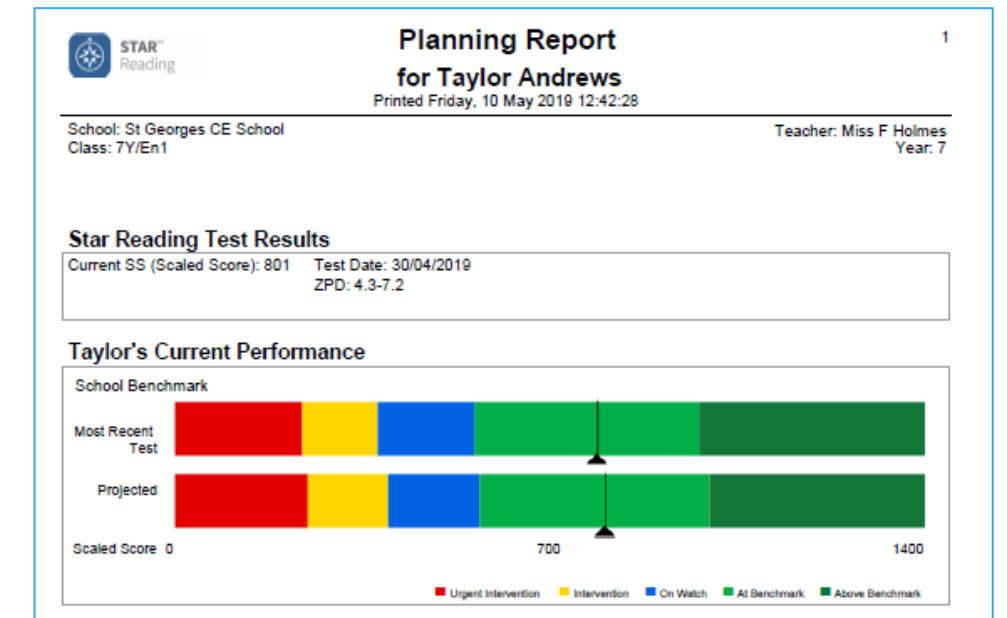 STAR™
Reading
Planning Report
for Taylor Andrews
Printed Friday, 10 May 2019 12:42:28
1
School: St Georges CE School
Class: 7Y/En1
Teacher: Miss F Holmes
Year: 7
Star Reading Test Results
Current SS (Scaled Score): 801 Test Date: 30/04/2019
ZPD: 4.3-7.2
Taylor's Current Performance
School Benchmark
Most Recent
Test
Projected
Scaled Score 0 700 1400
Urgent Intervention Intervention On Watch At Benchmark Above Benchmark